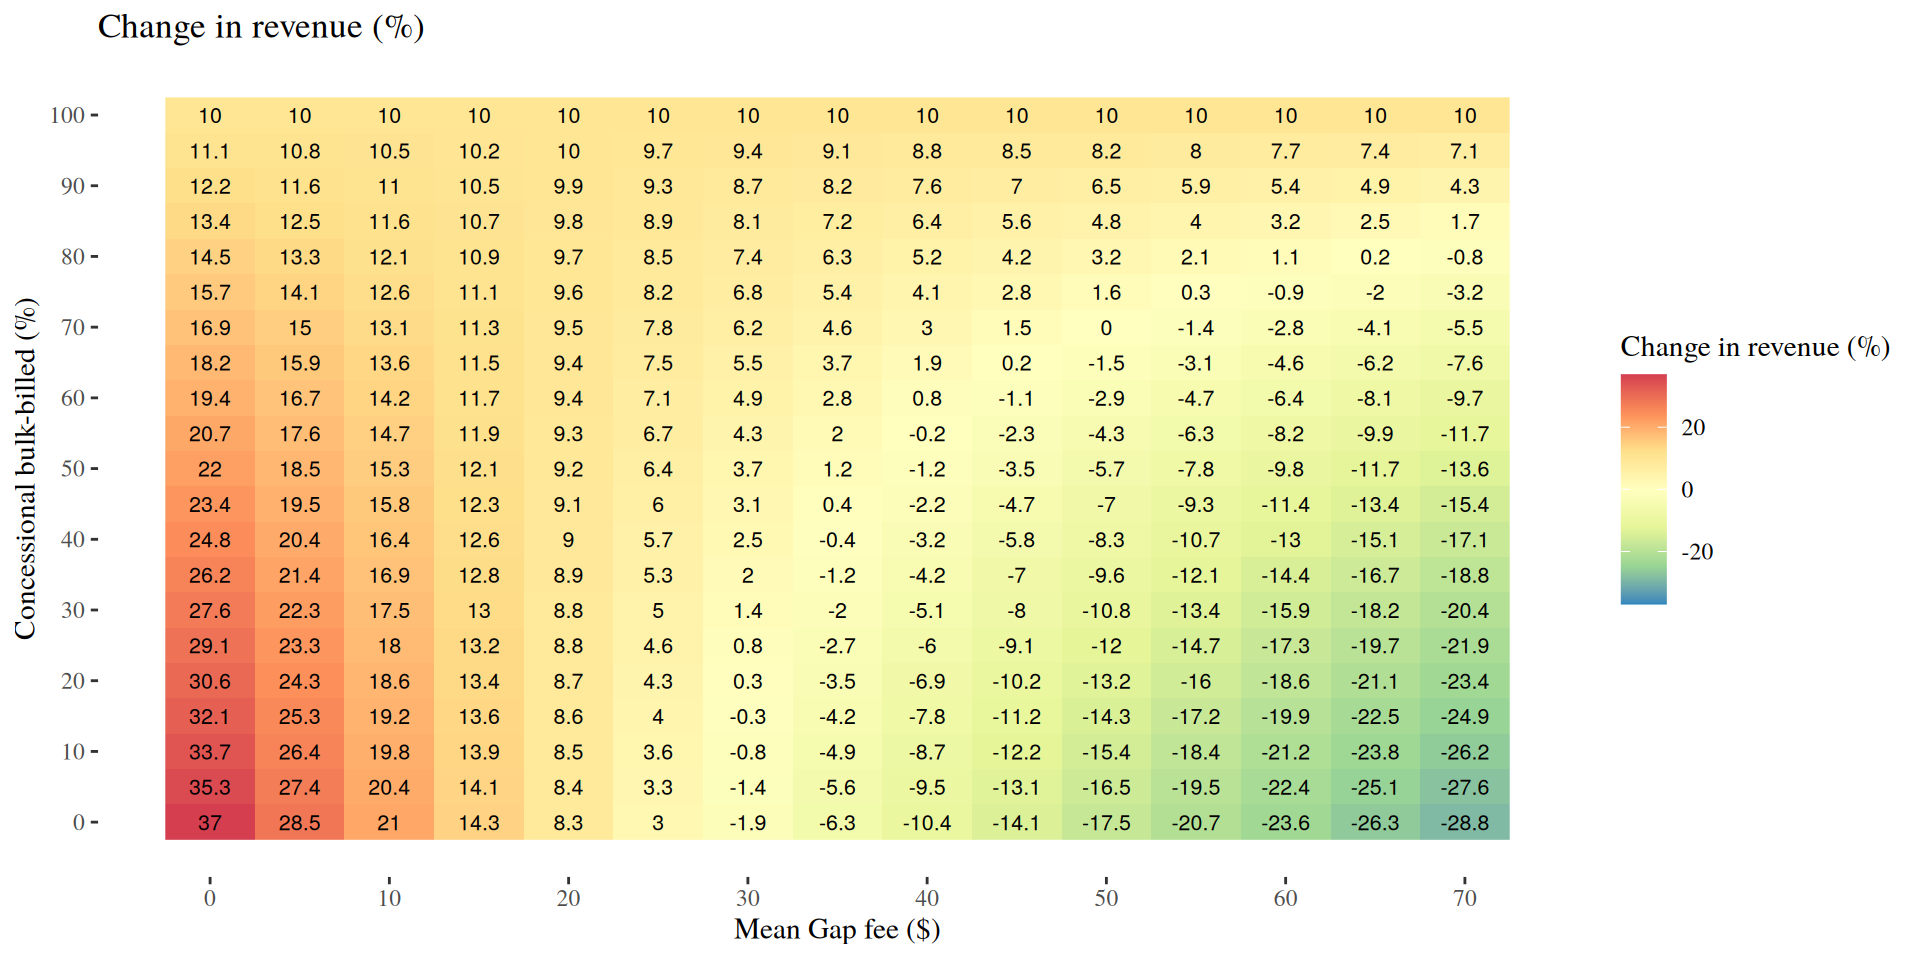 Change in revenue (%)
100 10 10 10 10 10 10 10 10 10 10 10 10 10 10 10
11.1 10.8 10.5 10.2 10 9.7 9.4 9.1 8.8 8.5 8.2 8 7.7 7.4 7.1
90 12.2 11.6 11 10.5 9.9 9.3 8.7 8.2 7.6 7 6.5 5.9 5.4 4.9 4.3
13.4 12.5 11.6 10.7 9.8 8.9 8.1 7.2 6.4 5.6 4.8 4 3.2 2.5 1.7
80 14.5 13.3 12.1 10.9 9.7 8.5 7.4 6.3 5.2 4.2 3.2 2.1 1.1 0.2 -0.8
15.7 14.1 12.6 11.1 9.6 8.2 6.8 5.4 4.1 2.8 1.6 0.3 -0.9 -2 -3.2
70 16.9 15 13.1 11.3 9.5 7.8 6.2 4.6 3 1.5 0 -1.4 -2.8 -4.1 -5.5
18.2 15.9 13.6 11.5 9.4 7.5 5.5 3.7 1.9 0.2 -1.5 -3.1 -4.6 -6.2 -7.6
60 19.4 16.7 14.2 11.7 9.4 7.1 4.9 2.8 0.8 -1.1 -2.9 -4.7 -6.4 -8.1 -9.7
20.7 17.6 14.7 11.9 9.3 6.7 4.3 2 -0.2 -2.3 -4.3 -6.3 -8.2 -9.9 -11.7
50 22 18.5 15.3 12.1 9.2 6.4 3.7 1.2 -1.2 -3.5 -5.7 -7.8 -9.8 -11.7 -13.6
23.4 19.5 15.8 12.3 9.1 6 3.1 0.4 -2.2 -4.7 -7 -9.3 -11.4 -13.4 -15.4
40 24.8 20.4 16.4 12.6 9 5.7 2.5 -0.4 -3.2 -5.8 -8.3 -10.7 -13 -15.1 -17.1
26.2 21.4 16.9 12.8 8.9 5.3 2 -1.2 -4.2 -7 -9.6 -12.1 -14.4 -16.7 -18.8
30 27.6 22.3 17.5 13 8.8 5 1.4 -2 -5.1 -8 -10.8 -13.4 -15.9 -18.2 -20.4
29.1 23.3 18 13.2 8.8 4.6 0.8 -2.7 -6 -9.1 -12 -14.7 -17.3 -19.7 -21.9
20 30.6 24.3 18.6 13.4 8.7 4.3 0.3 -3.5 -6.9 -10.2 -13.2 -16 -18.6 -21.1 -23.4
32.1 25.3 19.2 13.6 8.6 4 -0.3 -4.2 -7.8 -11.2 -14.3 -17.2 -19.9 -22.5 -24.9
10 33.7 26.4 19.8 13.9 8.5 3.6 -0.8 -4.9 -8.7 -12.2 -15.4 -18.4 -21.2 -23.8 -26.2
35.3 27.4 20.4 14.1 8.4 3.3 -1.4 -5.6 -9.5 -13.1 -16.5 -19.5 -22.4 -25.1 -27.6
0 37 28.5 21 14.3 8.3 3 -1.9 -6.3 -10.4 -14.1 -17.5 -20.7 -23.6 -26.3 -28.8
0 10 20 30 40 50 60 70
Mean Gap fee ($)
Concessional bulk-billed (%)
Change in revenue (%)
20
0
-20